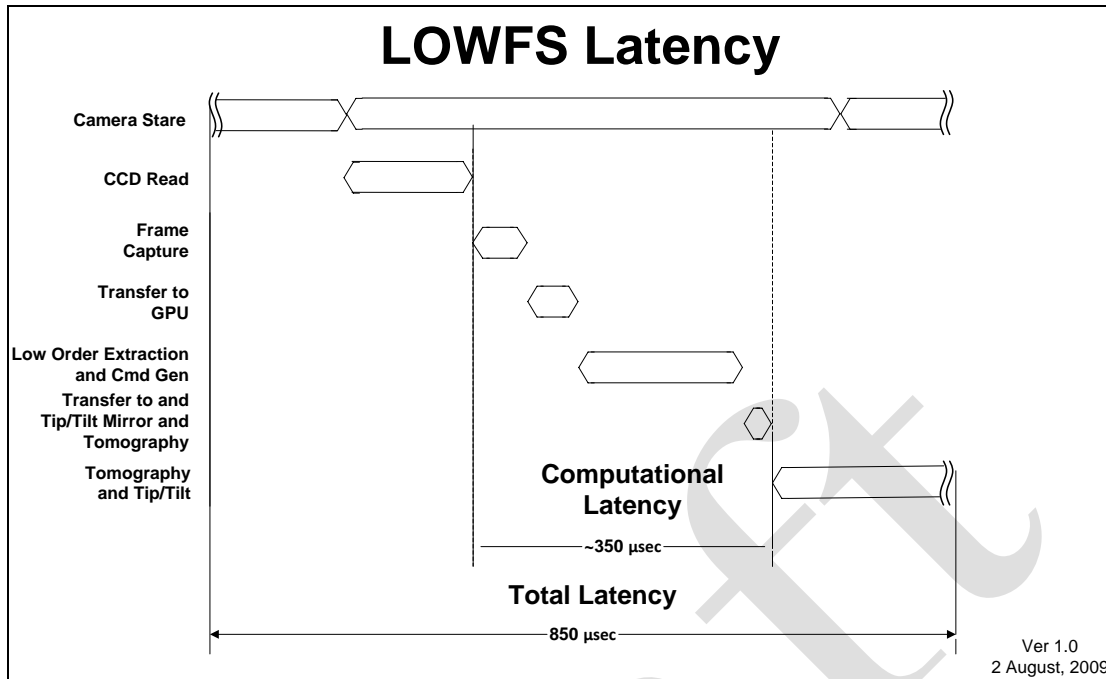 LOWFS Latency
Camera Stare
CCD Read
Frame
Capture
Transfer to
GPU
Low Order Extraction
and Cmd Gen
Transfer to and
Tip/Tilt Mirror and
Tomography
Tomography
and Tip/Tilt
Computational
Latency
~350 µsec
Total Latency
850 µsec
Ver 1.0
2 August, 2009
ft